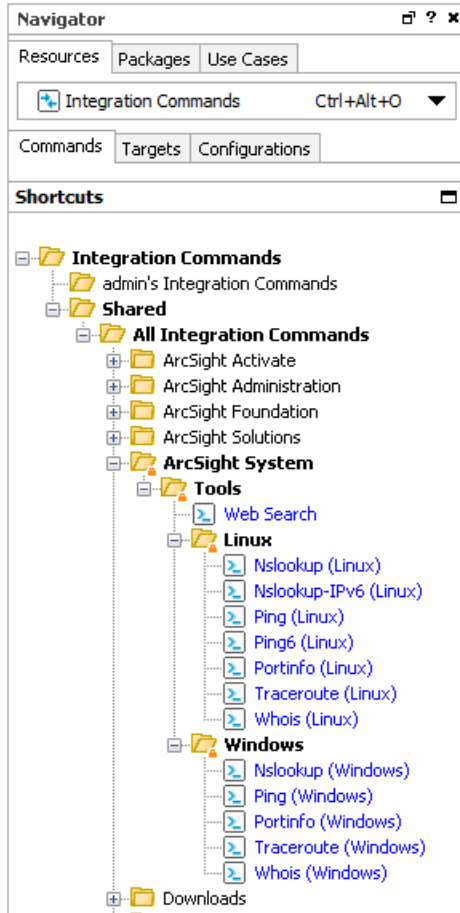 Navigator
Resources Packages Use Cases
Integration Commands Ctrl+Alt+O
Commands Targets Configurations
Shortcuts
Integration Commands
admin's Integration Commands
Shared
All Integration Commands
ArcSight Activate
ArcSight Administration
ArcSight Foundation
ArcSight Solutions
ArcSight System
Tools
Web Search
Linux
Nslookup (Linux)
Nslookup-IPv6 (Linux)
Ping (Linux)
Ping6 (Linux)
Portinfo (Linux)
Traceroute (Linux)
Whois (Linux)
Windows
Nslookup (Windows)
Ping (Windows)
Portinfo (Windows)
Traceroute (Windows)
Whois (Windows)
Downloads